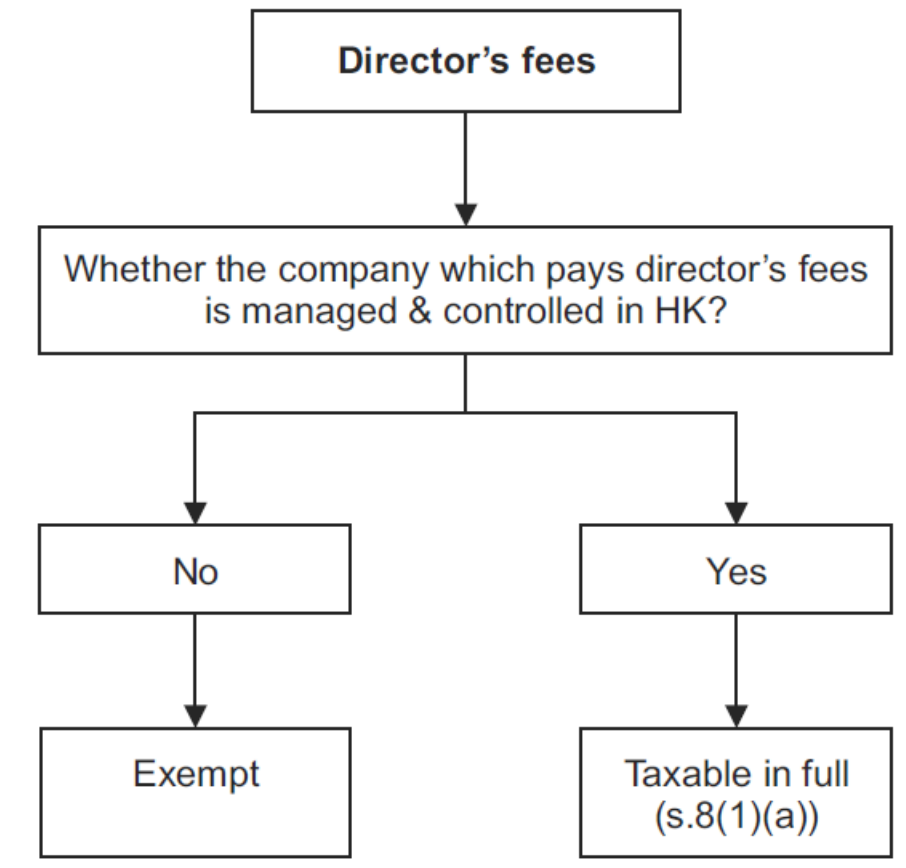 Director’s fees
Whether the company which pays director’s fees
is managed & controlled in HK?
No
Yes
Exempt
Taxable in full
(s.8(1)(a))